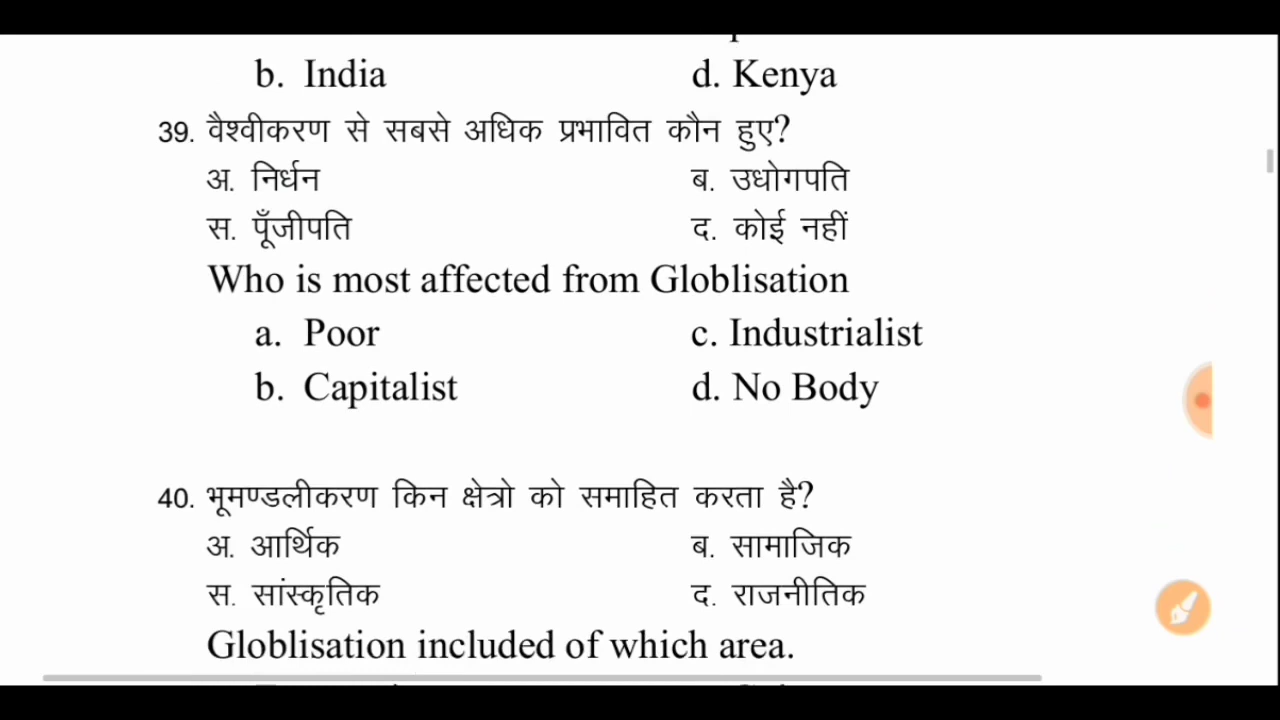 b. India d. Kenya
39. वैश्वीकरण से सबसे अधिक प्रभावित कौन हुए?
अ. निर्धन ब. उधोगपति
स. पूँजीपति द. कोई नहीं
Who is most affected from Globlisation
a. Poor c. Industrialist
b. Capitalist d. No Body
40. भूमण्डलीकरण किन क्षेत्रो को समाहित करता है?
अ. आर्थिक ब. सामाजिक
स. सांस्कृतिक द. राजनीतिक
Globlisation included of which area.